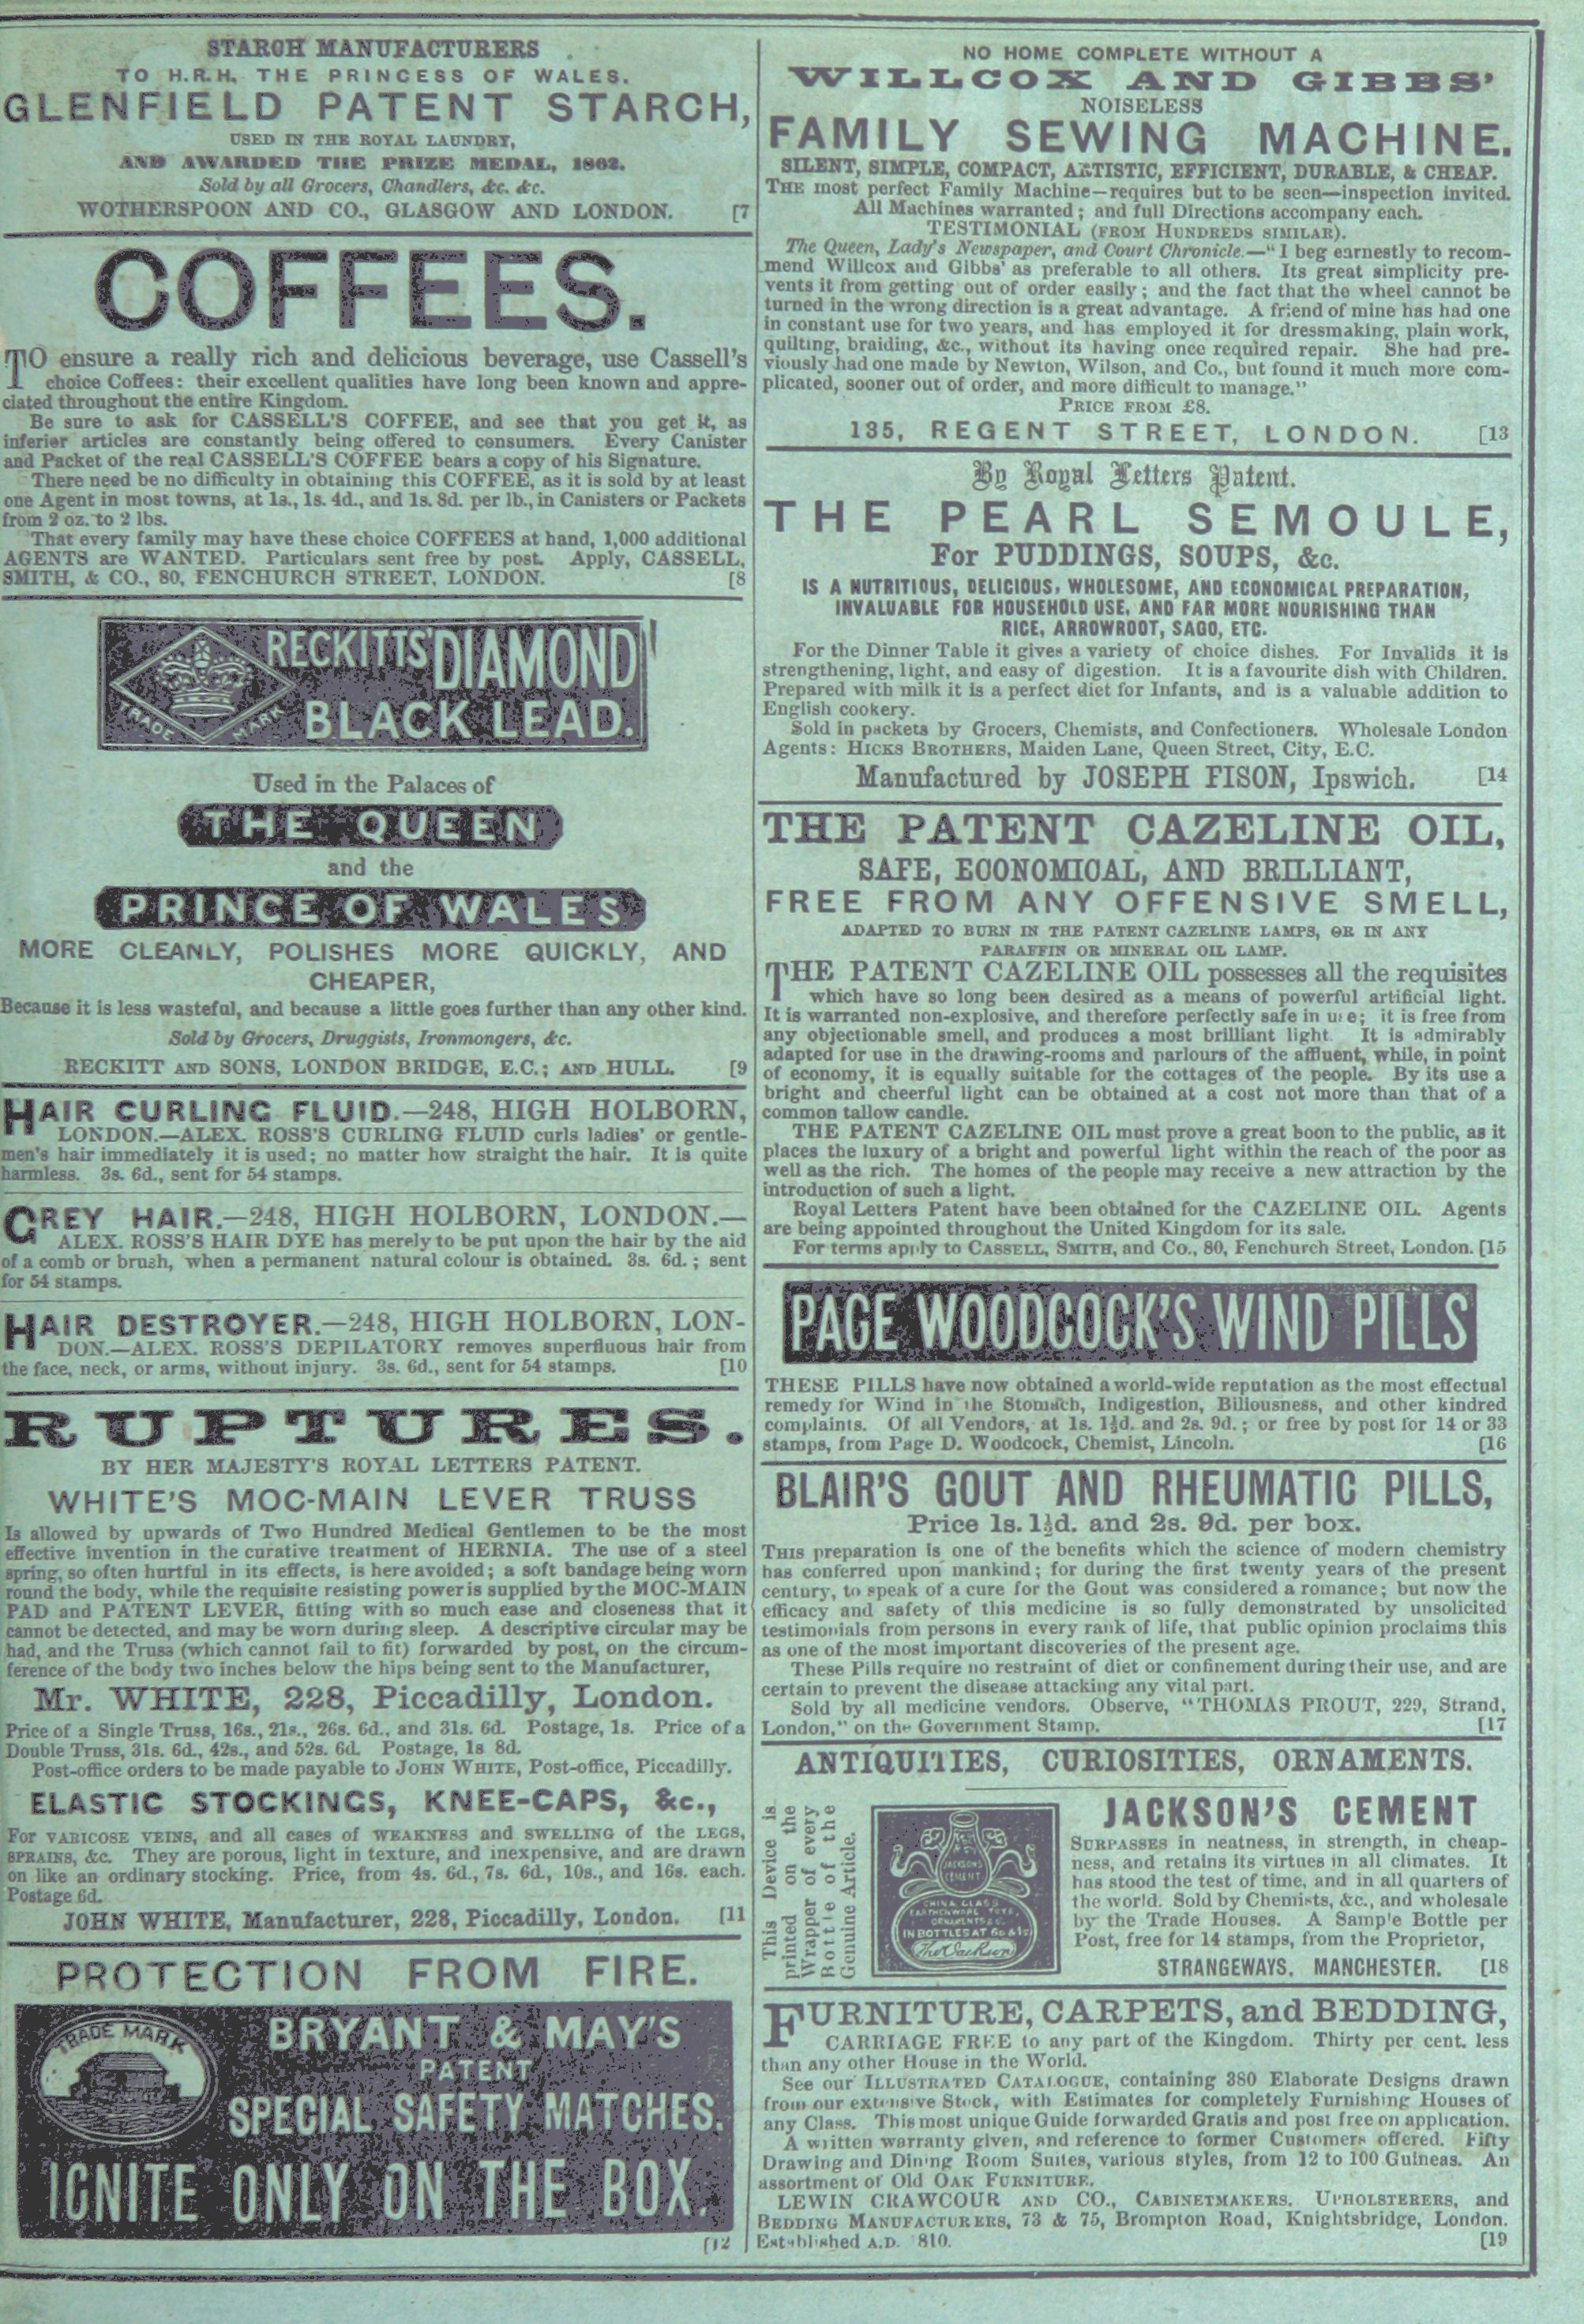 STARCH MANUFACTURERS
TO H.R.H. THE PRINCESS OF WALES.
GLENFIELD PATENT STARCH,
USED IN THE ROYAL LAUNDRY,
AND AWARDED THE PRIZE MEDAL, 1862.
Sold by all Grocers, Chandlers, &c. &c.
WOTHERSPOON AND CO., GLASGOW AND LONDON. [7
COFFEES.
TO ensure a really rich and delicious beverage, use Cassell's
choice Coffees: their excellent qualities have long been known and appre-
ciated throughout the entire Kingdom.
Be sure to ask for CASSELL'S COFFEE, and see that you get it, as
inferior articles are constantly being offered to consumers. Every Canister
and Packet of the real CASSELL'S COFFEE bears a copy of his Signature.
There need be no difficulty in obtaining this COFFEE, as it is sold by at least
one Agent in most towns, at 1s., 1s. 4d., and 1s. 8d. per lb., in Canisters or Packets
from 2 oz. to 2 lbs.
That every family may have these choice COFFEES at hand, 1,000 additional
AGENTS are WANTED. Particulars sent free by post. Apply, CASSELL,
SMITH, & CO., 80, FENCHURCH STREET, LONDON. [8
RECKITTS' DIAMOND
BLACK LEAD.
TRADE MARK
Used in the Palaces of
THE QUEEN
and the
PRINCE OF WALES
MORE CLEANLY, POLISHES MORE QUICKLY, AND
CHEAPER,
Because it is less wasteful, and because a little goes further than any other kind.
Sold by Grocers, Druggists, Ironmongers, &c.
RECKITT AND SONS, LONDON BRIDGE, E.C.; AND HULL. [9
HAIR CURLING FLUID.—248, HIGH HOLBORN,
LONDON.—ALEX. ROSS'S CURLING FLUID curls ladies' or gentle-
men's hair immediately it is used; no matter how straight the hair. It is quite
harmless. 3s. 6d., sent for 54 stamps.
GREY HAIR.—248, HIGH HOLBORN, LONDON.—
ALEX. ROSS'S HAIR DYE has merely to be put upon the hair by the aid
of a comb or brush, when a permanent natural colour is obtained. 3s. 6d.; sent
for 54 stamps.
HAIR DESTROYER.—248, HIGH HOLBORN, LON-
DON.—ALEX. ROSS'S DEPILATORY removes superfluous hair from
the face, neck, or arms, without injury. 3s. 6d., sent for 54 stamps. [10
RUPTURES.
BY HER MAJESTY'S ROYAL LETTERS PATENT.
WHITE'S MOC-MAIN LEVER TRUSS
Is allowed by upwards of Two Hundred Medical Gentlemen to be the most
effective invention in the curative treatment of HERNIA. The use of a steel
spring, so often hurtful in its effects, is here avoided; a soft bandage being worn
round the body, while the requisite resisting power is supplied by the MOC-MAIN
PAD and PATENT LEVER, fitting with so much ease and closeness that it
cannot be detected, and may be worn during sleep. A descriptive circular may be
had, and the Truss (which cannot fail to fit) forwarded by post, on the circum-
ference of the body two inches below the hips being sent to the Manufacturer,
Mr. WHITE, 228, Piccadilly, London.
Price of a Single Truss, 16s., 21s., 26s. 6d., and 31s. 6d. Postage, 1s. Price of a
Double Truss, 31s. 6d., 42s., and 52s. 6d. Postage, 1s 8d.
Post-office orders to be made payable to JOHN WHITE, Post-office, Piccadilly.
ELASTIC STOCKINGS, KNEE-CAPS, &c.,
For VARICOSE VEINS, and all cases of WEAKNESS and SWELLING of the LEGS,
SPRAINS, &c. They are porous, light in texture, and inexpensive, and are drawn
on like an ordinary stocking. Price, from 4s. 6d., 7s. 6d., 10s., and 16s. each.
Postage 6d.
JOHN WHITE, Manufacturer, 228, Piccadilly, London. [11
PROTECTION FROM FIRE.
TRADE MARK
BRYANT & MAY'S
PATENT
SPECIAL SAFETY MATCHES.
IGNITE ONLY ON THE BOX.
[12
NO HOME COMPLETE WITHOUT A
WILLCOX AND GIBBS'
NOISELESS
FAMILY SEWING MACHINE.
SILENT, SIMPLE, COMPACT, ARTISTIC, EFFICIENT, DURABLE, & CHEAP.
THE most perfect Family Machine—requires but to be seen—inspection invited.
All Machines warranted; and full Directions accompany each.
TESTIMONIAL (FROM HUNDREDS SIMILAR).
The Queen, Lady's Newspaper, and Court Chronicle.—"I beg earnestly to recom-
mend Willcox and Gibbs' as preferable to all others. Its great simplicity pre-
vents it from getting out of order easily; and the fact that the wheel cannot be
turned in the wrong direction is a great advantage. A friend of mine has had one
in constant use for two years, and has employed it for dressmaking, plain work,
quilting, braiding, &c., without its having once required repair. She had pre-
viously had one made by Newton, Wilson, and Co., but found it much more com-
plicated, sooner out of order, and more difficult to manage."
PRICE FROM £8.
135, REGENT STREET, LONDON. [13
By Royal Letters Patent.
THE PEARL SEMOULE,
For PUDDINGS, SOUPS, &c.
IS A NUTRITIOUS, DELICIOUS, WHOLESOME, AND ECONOMICAL PREPARATION,
INVALUABLE FOR HOUSEHOLD USE, AND FAR MORE NOURISHING THAN
RICE, ARROWROOT, SAGO, ETC.
For the Dinner Table it gives a variety of choice dishes. For Invalids it is
strengthening, light, and easy of digestion. It is a favourite dish with Children.
Prepared with milk it is a perfect diet for Infants, and is a valuable addition to
English cookery.
Sold in packets by Grocers, Chemists, and Confectioners. Wholesale London
Agents: HICKS BROTHERS, Maiden Lane, Queen Street, City, E.C.
Manufactured by JOSEPH FISON, Ipswich. [14
THE PATENT CAZELINE OIL,
SAFE, ECONOMICAL, AND BRILLIANT,
FREE FROM ANY OFFENSIVE SMELL,
ADAPTED TO BURN IN THE PATENT CAZELINE LAMPS, OR IN ANY
PARAFFIN OR MINERAL OIL LAMP.
THE PATENT CAZELINE OIL possesses all the requisites
which have so long been desired as a means of powerful artificial light.
It is warranted non-explosive, and therefore perfectly safe in use; it is free from
any objectionable smell, and produces a most brilliant light. It is admirably
adapted for use in the drawing-rooms and parlours of the affluent, while, in point
of economy, it is equally suitable for the cottages of the people. By its use a
bright and cheerful light can be obtained at a cost not more than that of a
common tallow candle.
THE PATENT CAZELINE OIL must prove a great boon to the public, as it
places the luxury of a bright and powerful light within the reach of the poor as
well as the rich. The homes of the people may receive a new attraction by the
introduction of such a light.
Royal Letters Patent have been obtained for the CAZELINE OIL. Agents
are being appointed throughout the United Kingdom for its sale.
For terms apply to CASSELL, SMITH, and Co., 80, Fenchurch Street, London. [15
PAGE WOODCOCK'S WIND PILLS
THESE PILLS have now obtained a world-wide reputation as the most effectual
remedy for Wind in the Stomach, Indigestion, Biliousness, and other kindred
complaints. Of all Vendors, at 1s. 1½d. and 2s. 9d.; or free by post for 14 or 33
stamps, from Page D. Woodcock, Chemist, Lincoln. [16
BLAIR'S GOUT AND RHEUMATIC PILLS,
Price 1s. 1½d. and 2s. 9d. per box.
THIS preparation is one of the benefits which the science of modern chemistry
has conferred upon mankind; for during the first twenty years of the present
century, to speak of a cure for the Gout was considered a romance; but now the
efficacy and safety of this medicine is so fully demonstrated by unsolicited
testimonials from persons in every rank of life, that public opinion proclaims this
as one of the most important discoveries of the present age.
These Pills require no restraint of diet or confinement during their use, and are
certain to prevent the disease attacking any vital part.
Sold by all medicine vendors. Observe, "THOMAS PROUT, 229, Strand,
London," on the Government Stamp. [17
ANTIQUITIES, CURIOSITIES, ORNAMENTS.
This Device is
printed on the
Wrapper of every
Bottle of the
Genuine Article.
JACKSON'S
CEMENT
CHINA GLASS
EARTHENWARE TOYS,
ORNAMENTS &c.
IN BOTTLES AT 6d & 1s
Thos Jackson
JACKSON'S CEMENT
SURPASSES in neatness, in strength, in cheap-
ness, and retains its virtues in all climates. It
has stood the test of time, and in all quarters of
the world. Sold by Chemists, &c., and wholesale
by the Trade Houses. A Sample Bottle per
Post, free for 14 stamps, from the Proprietor,
STRANGEWAYS, MANCHESTER. [18
FURNITURE, CARPETS, and BEDDING,
CARRIAGE FREE to any part of the Kingdom. Thirty per cent. less
than any other House in the World.
See our ILLUSTRATED CATALOGUE, containing 380 Elaborate Designs drawn
from our extensive Stock, with Estimates for completely Furnishing Houses of
any Class. This most unique Guide forwarded Gratis and post free on application.
A written warranty given, and reference to former Customers offered. Fifty
Drawing and Dining Room Suites, various styles, from 12 to 100 Guineas. An
assortment of Old OAK FURNITURE.
LEWIN CRAWCOUR AND CO., CABINETMAKERS, UPHOLSTERERS, and
BEDDING MANUFACTURERS, 73 & 75, Brompton Road, Knightsbridge, London.
Established A.D. 810. [19